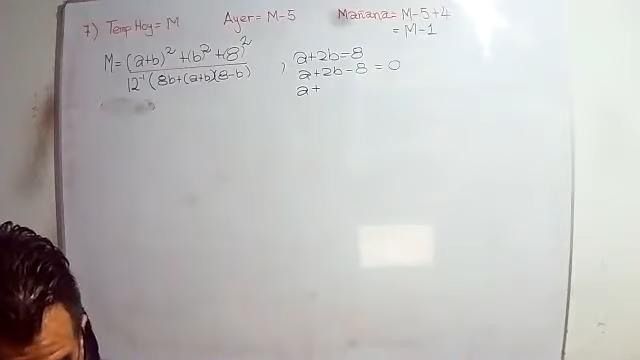 7) Temp Hoy = M Ayer = M-5 Mañana = M-5+4
= M-1
M = (a+b)² + (b² + 8)² , a+2b=8
12⁻¹ (8b+(a+b)(8-b) a+2b-8 = 0
a+